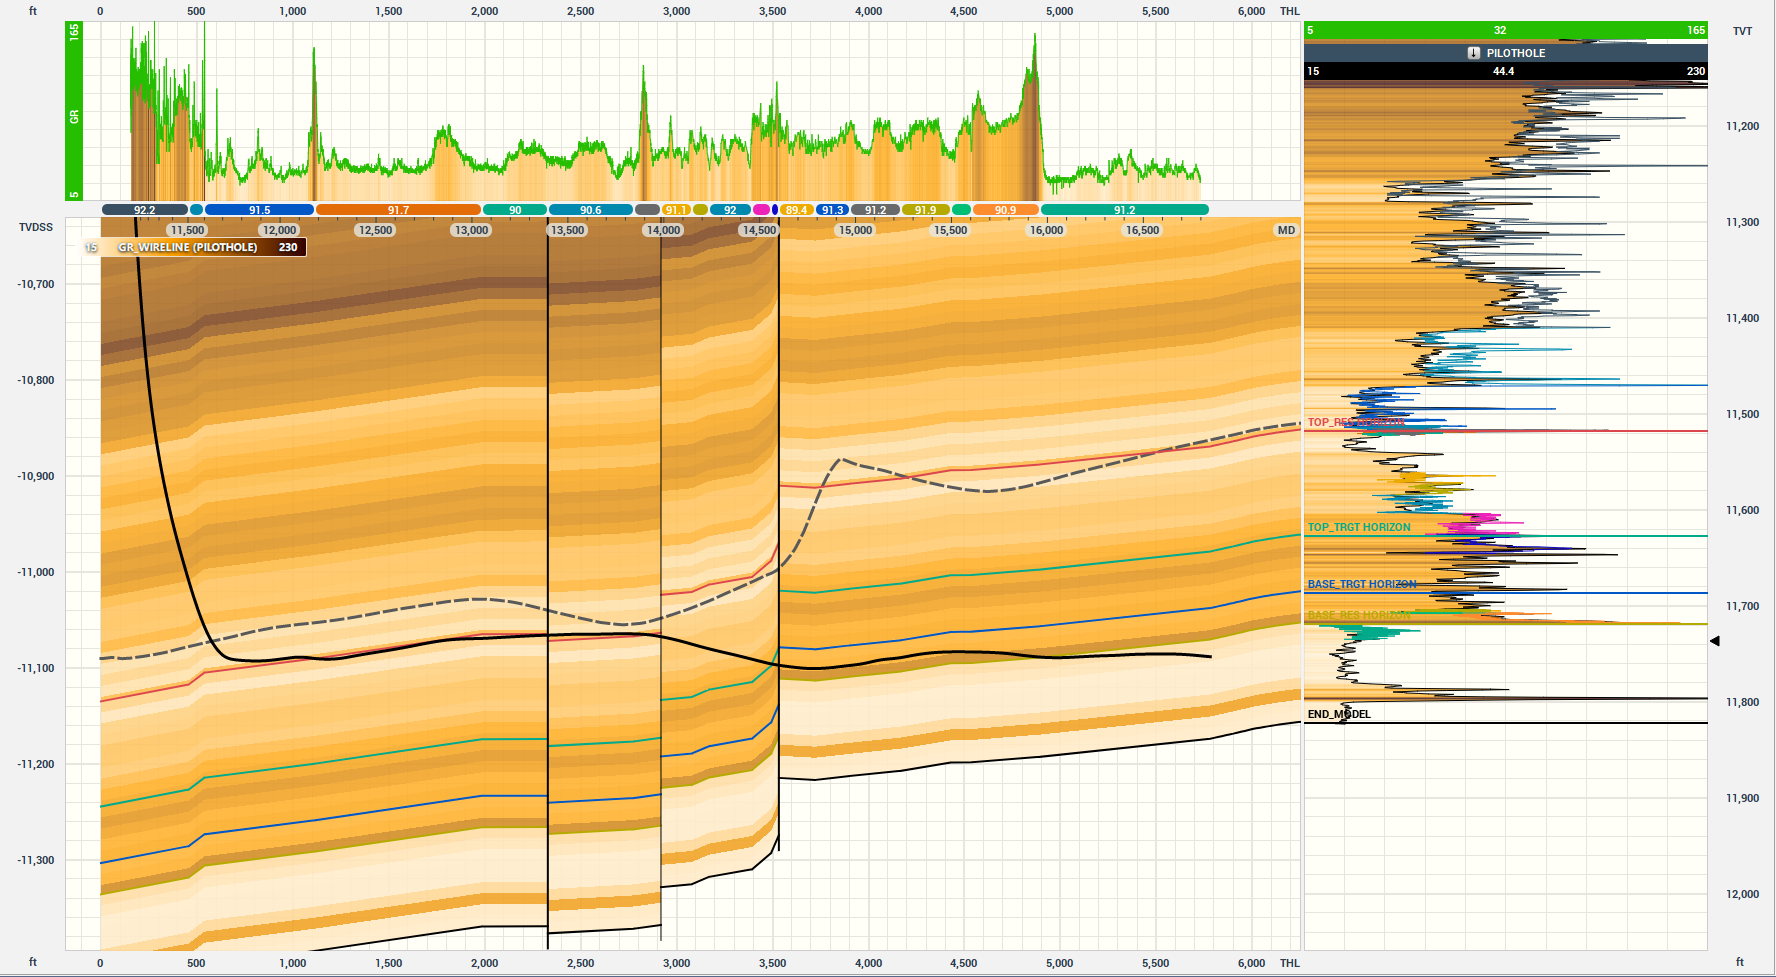 ft 0 500 1,000 1,500 2,000 2,500 3,000 3,500 4,000 4,500 5,000 5,500 6,000 THL
165
GR
5
5 32 165
TVT
PILOTHOLE
15 44.4 230
92.2 91.5 91.7 90 90.6 91.1 92 89.4 91.3 91.2 91.9 90.9 91.2
TVDSS
11,500 12,000 12,500 13,000 13,500 14,000 14,500 15,000 15,500 16,000 16,500 MD
15 GR_WIRELINE (PILOTHOLE) 230
-10,700
-10,800
-10,900
-11,000
-11,100
-11,200
-11,300
11,200
11,300
11,400
11,500
TOP_RES HORIZON
11,600
TOP_TRGT HORIZON
BASE_TRGT HORIZON
11,700
BASE_RES HORIZON
11,800
END_MODEL
11,900
12,000
ft 0 500 1,000 1,500 2,000 2,500 3,000 3,500 4,000 4,500 5,000 5,500 6,000 THL
ft